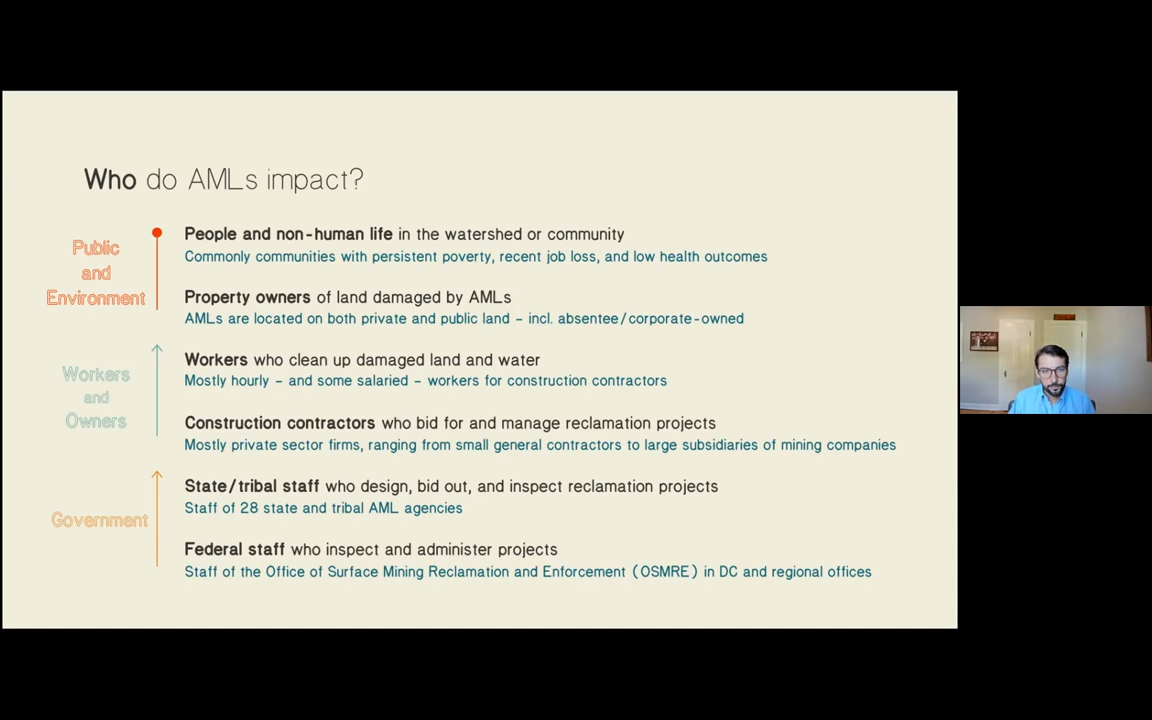 Who do AMLs impact?
Public
and
Environment
People and non-human life in the watershed or community
Commonly communities with persistent poverty, recent job loss, and low health outcomes
Property owners of land damaged by AMLs
AMLs are located on both private and public land – incl. absentee/corporate-owned
Workers
and
Owners
Workers who clean up damaged land and water
Mostly hourly – and some salaried – workers for construction contractors
Construction contractors who bid for and manage reclamation projects
Mostly private sector firms, ranging from small general contractors to large subsidiaries of mining companies
Government
State/tribal staff who design, bid out, and inspect reclamation projects
Staff of 28 state and tribal AML agencies
Federal staff who inspect and administer projects
Staff of the Office of Surface Mining Reclamation and Enforcement (OSMRE) in DC and regional offices